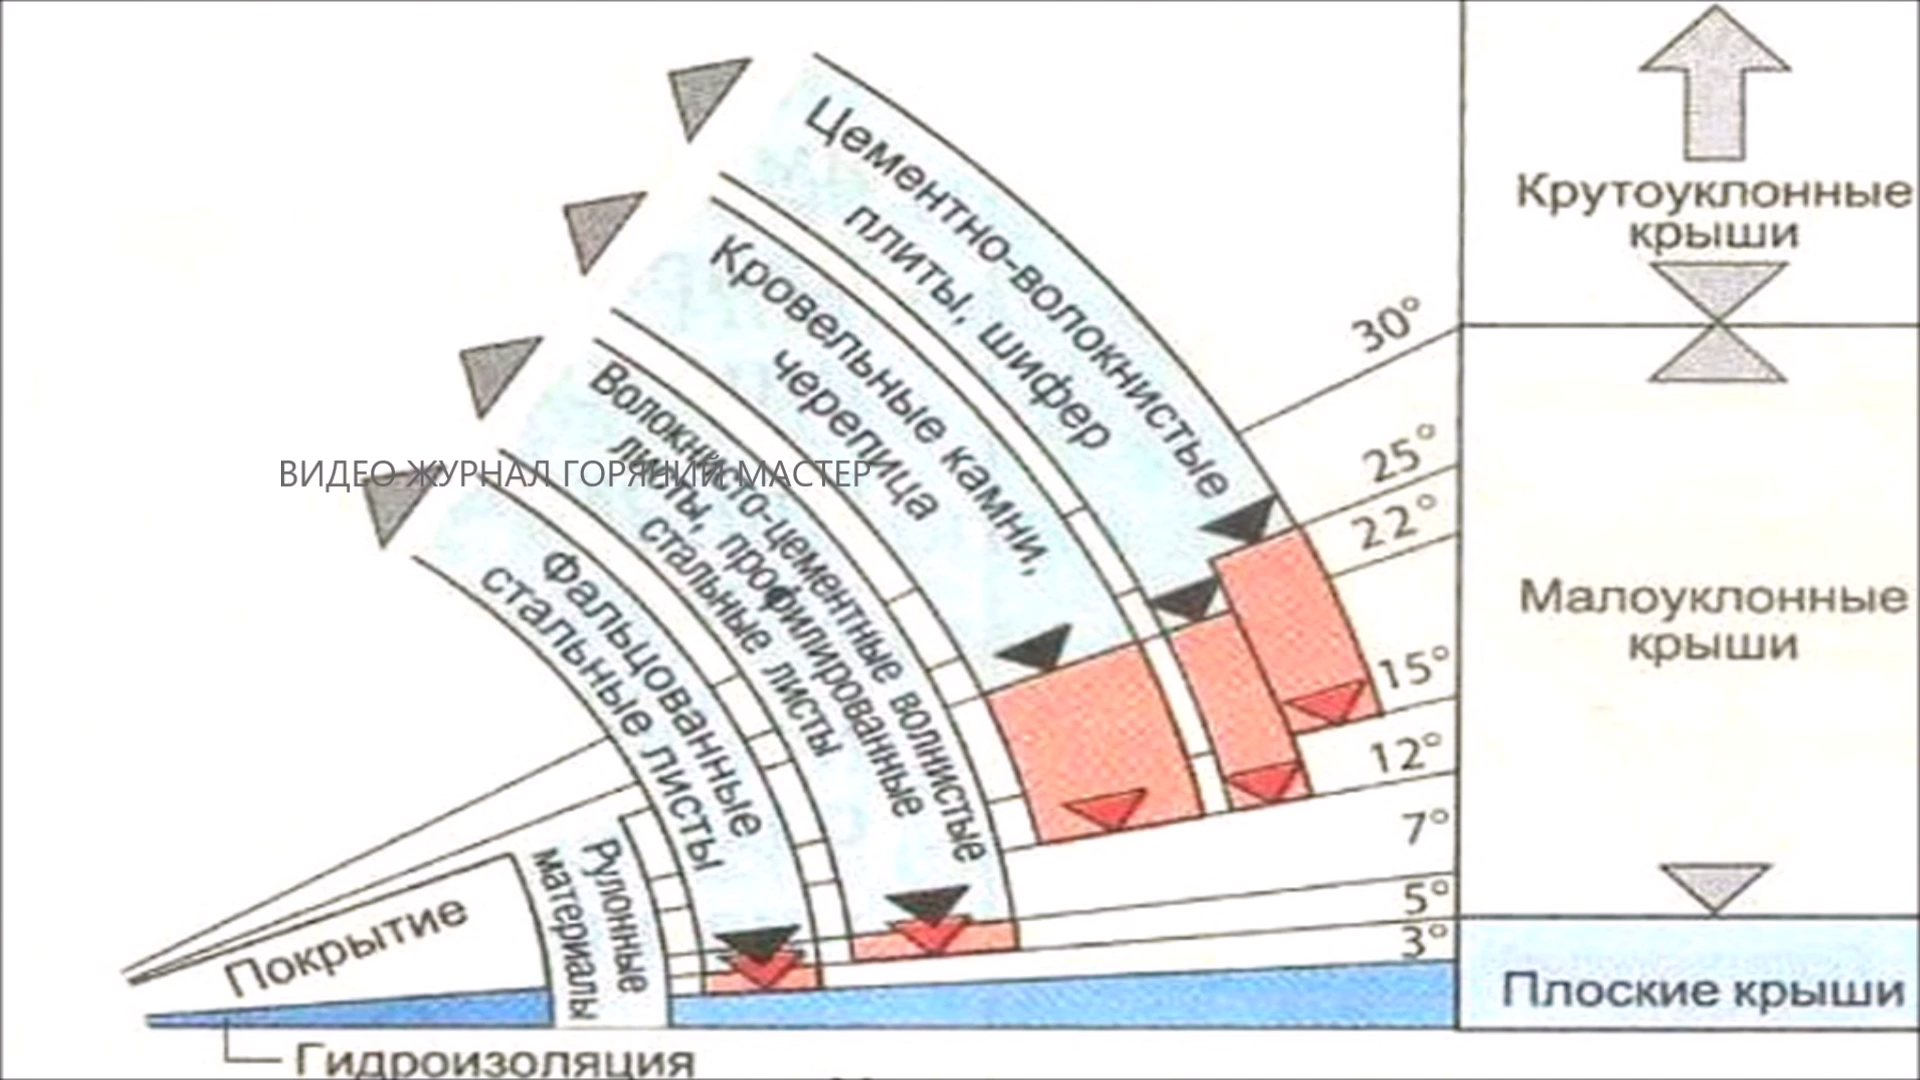 Цементно-волокнистые
плиты, шифер
Кровельные камни,
черепица
Волокнисто-цементные волнистые
листы, профилированные
стальные листы
ВИДЕО ЖУРНАЛ ГОРЯЧИЙ МАСТЕР
Фальцованные
стальные листы
Рулонные
материалы
Покрытие
Гидроизоляция
30°
25°
22°
15°
12°
7°
5°
3°
Крутоуклонные
крыши
Малоуклонные
крыши
Плоские крыши